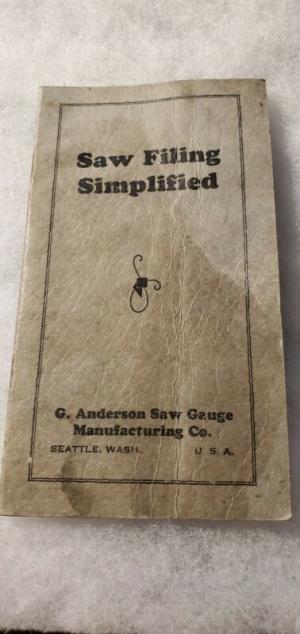 Saw Filing
Simplified
G. Anderson Saw Gauge
Manufacturing Co.
SEATTLE, WASH. U. S. A.